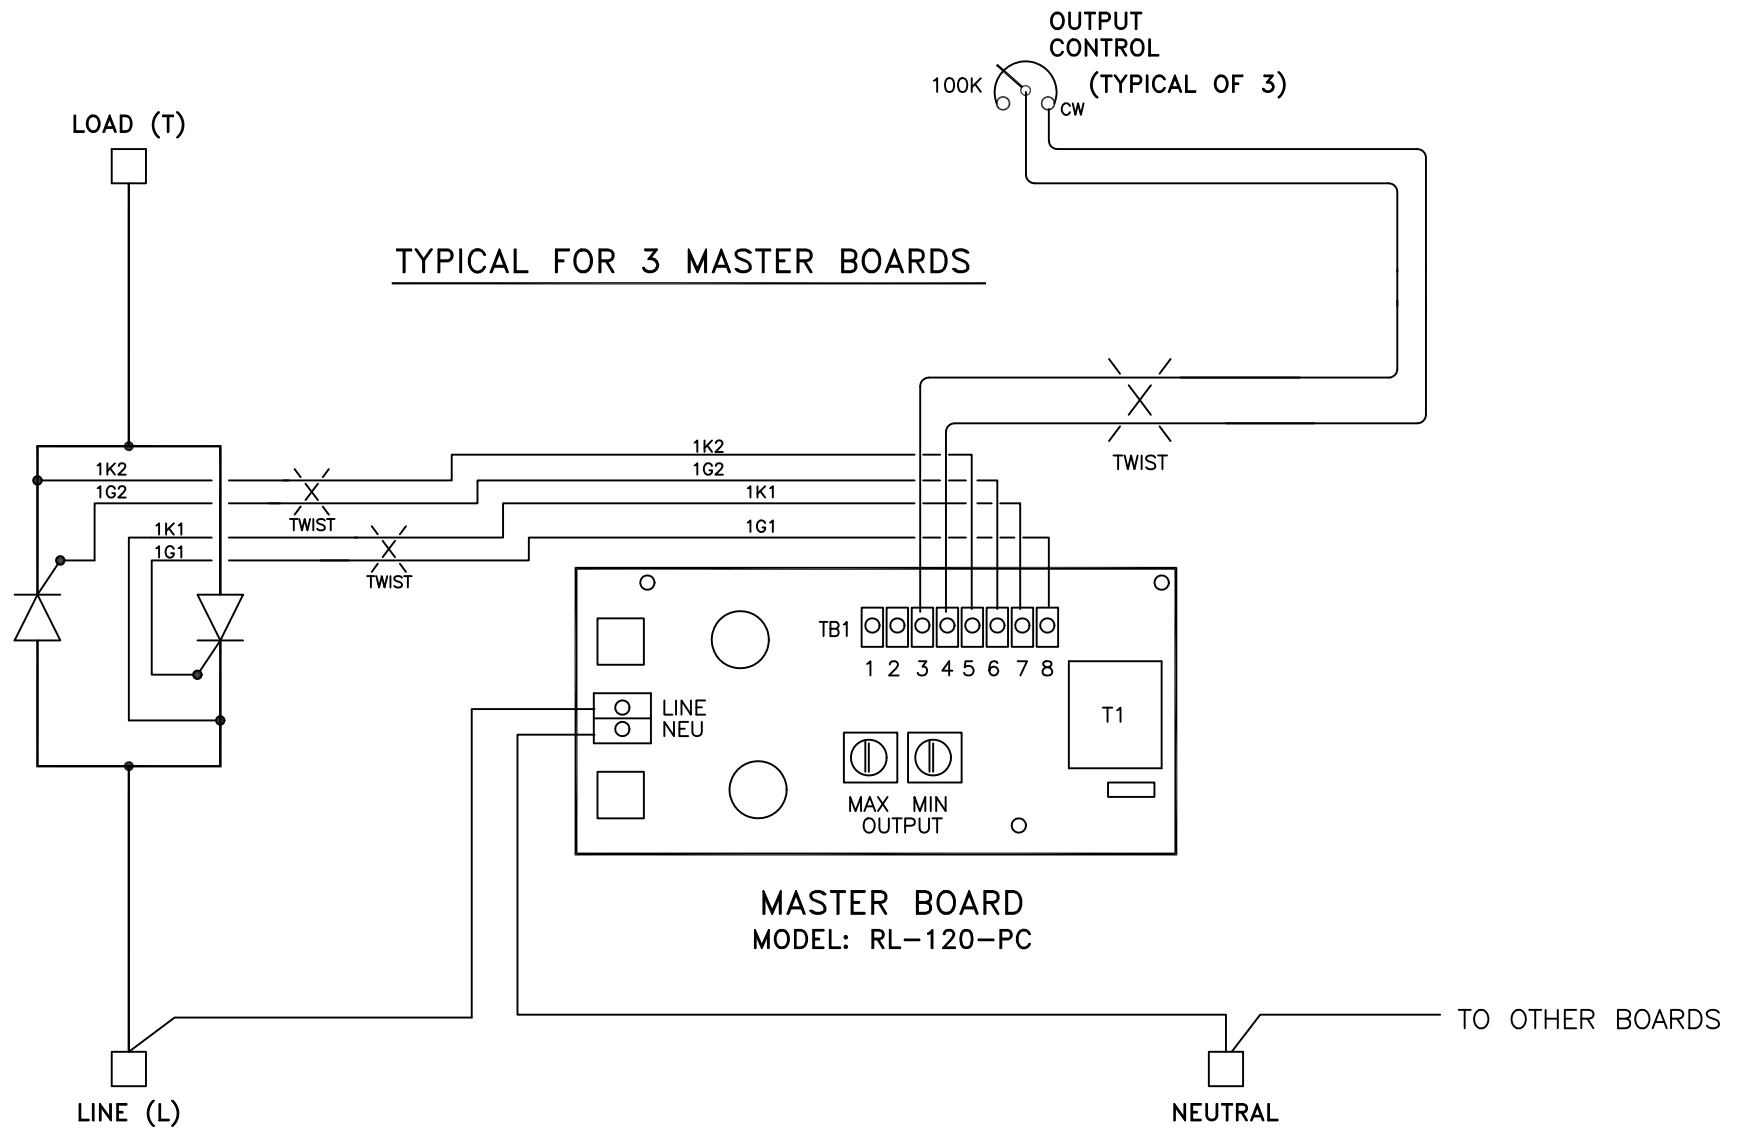 OUTPUT
CONTROL
100K
(TYPICAL OF 3)
CW
LOAD (T)
TYPICAL FOR 3 MASTER BOARDS
1K2
1K2
1G2
1G2
1K1
TWIST
TWIST
1K1
1G1
1G1
TWIST
TB1
1 2 3 4 5 6 7 8
LINE
NEU
T1
MAX MIN
OUTPUT
MASTER BOARD
MODEL: RL-120-PC
TO OTHER BOARDS
LINE (L)
NEUTRAL